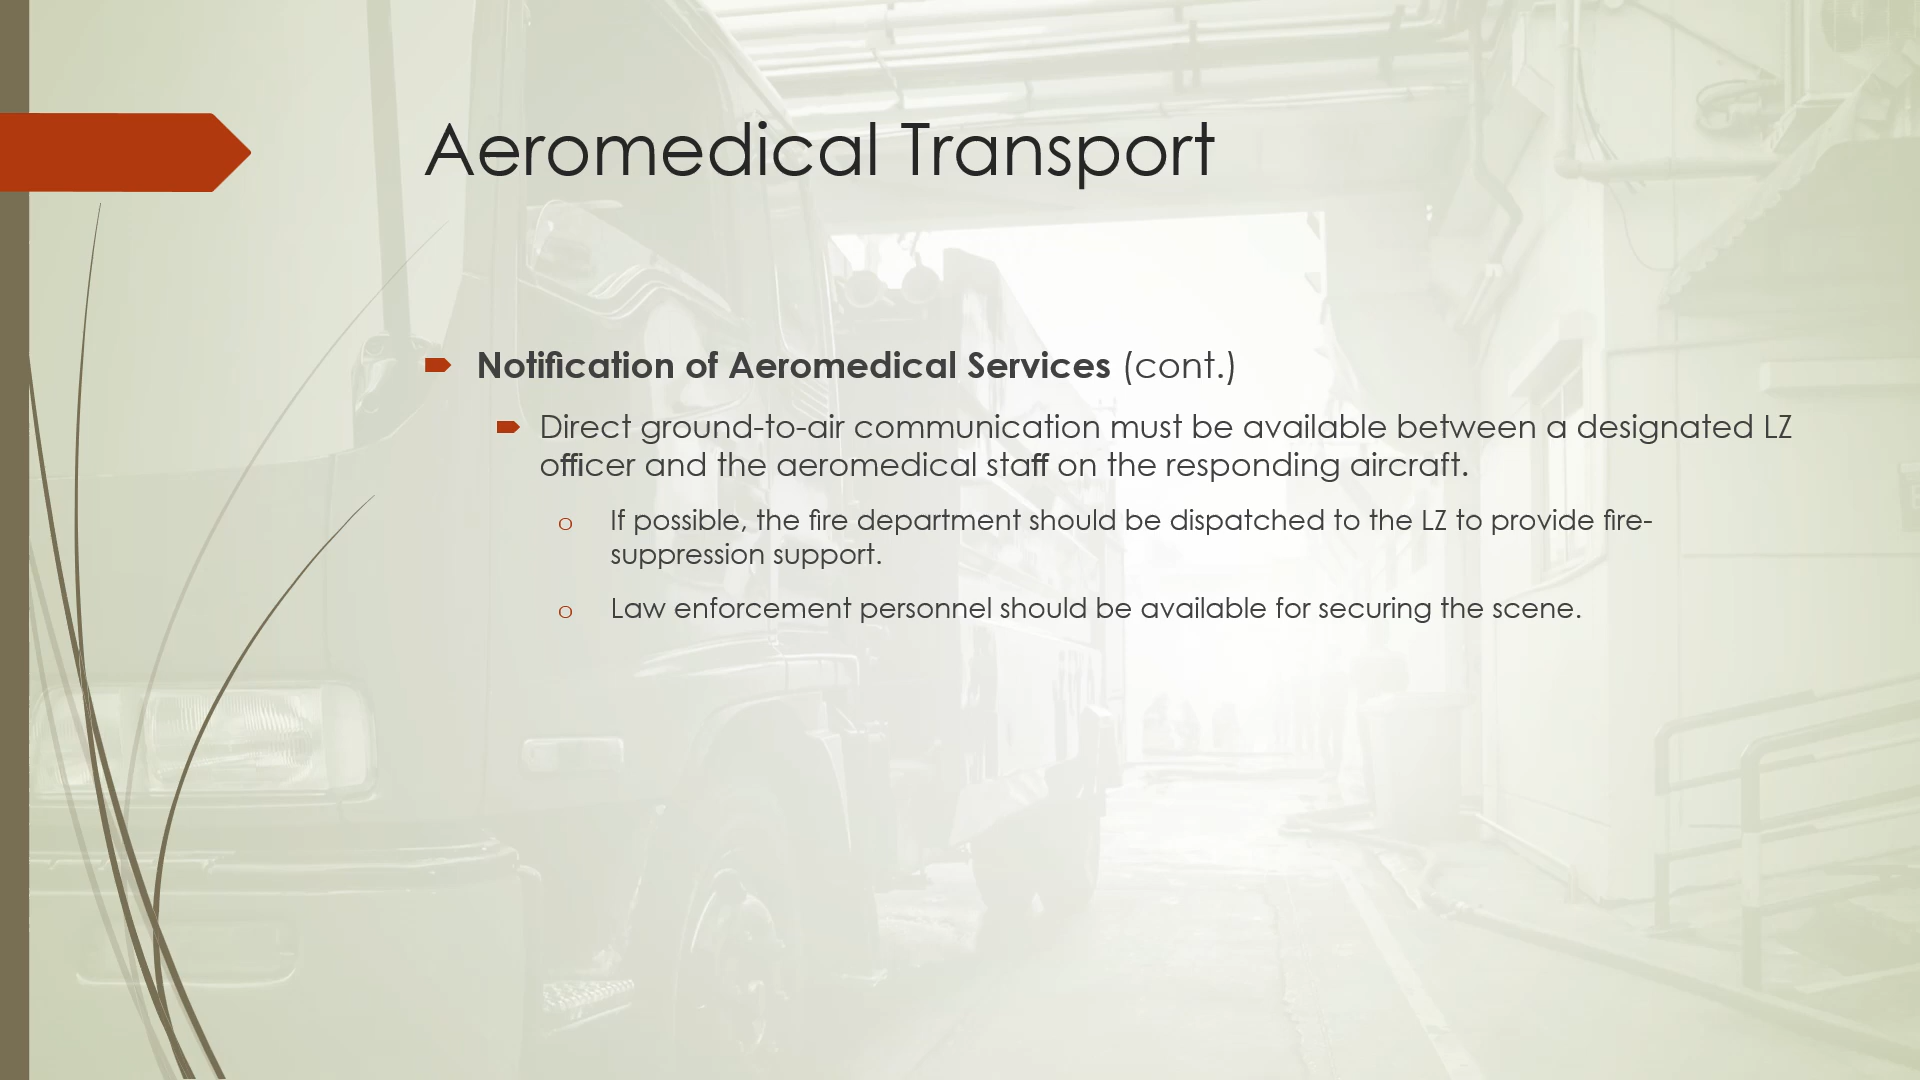 Aeromedical Transport
Notification of Aeromedical Services (cont.)
Direct ground-to-air communication must be available between a designated LZ
officer and the aeromedical staff on the responding aircraft.
o If possible, the fire department should be dispatched to the LZ to provide fire-
suppression support.
o Law enforcement personnel should be available for securing the scene.